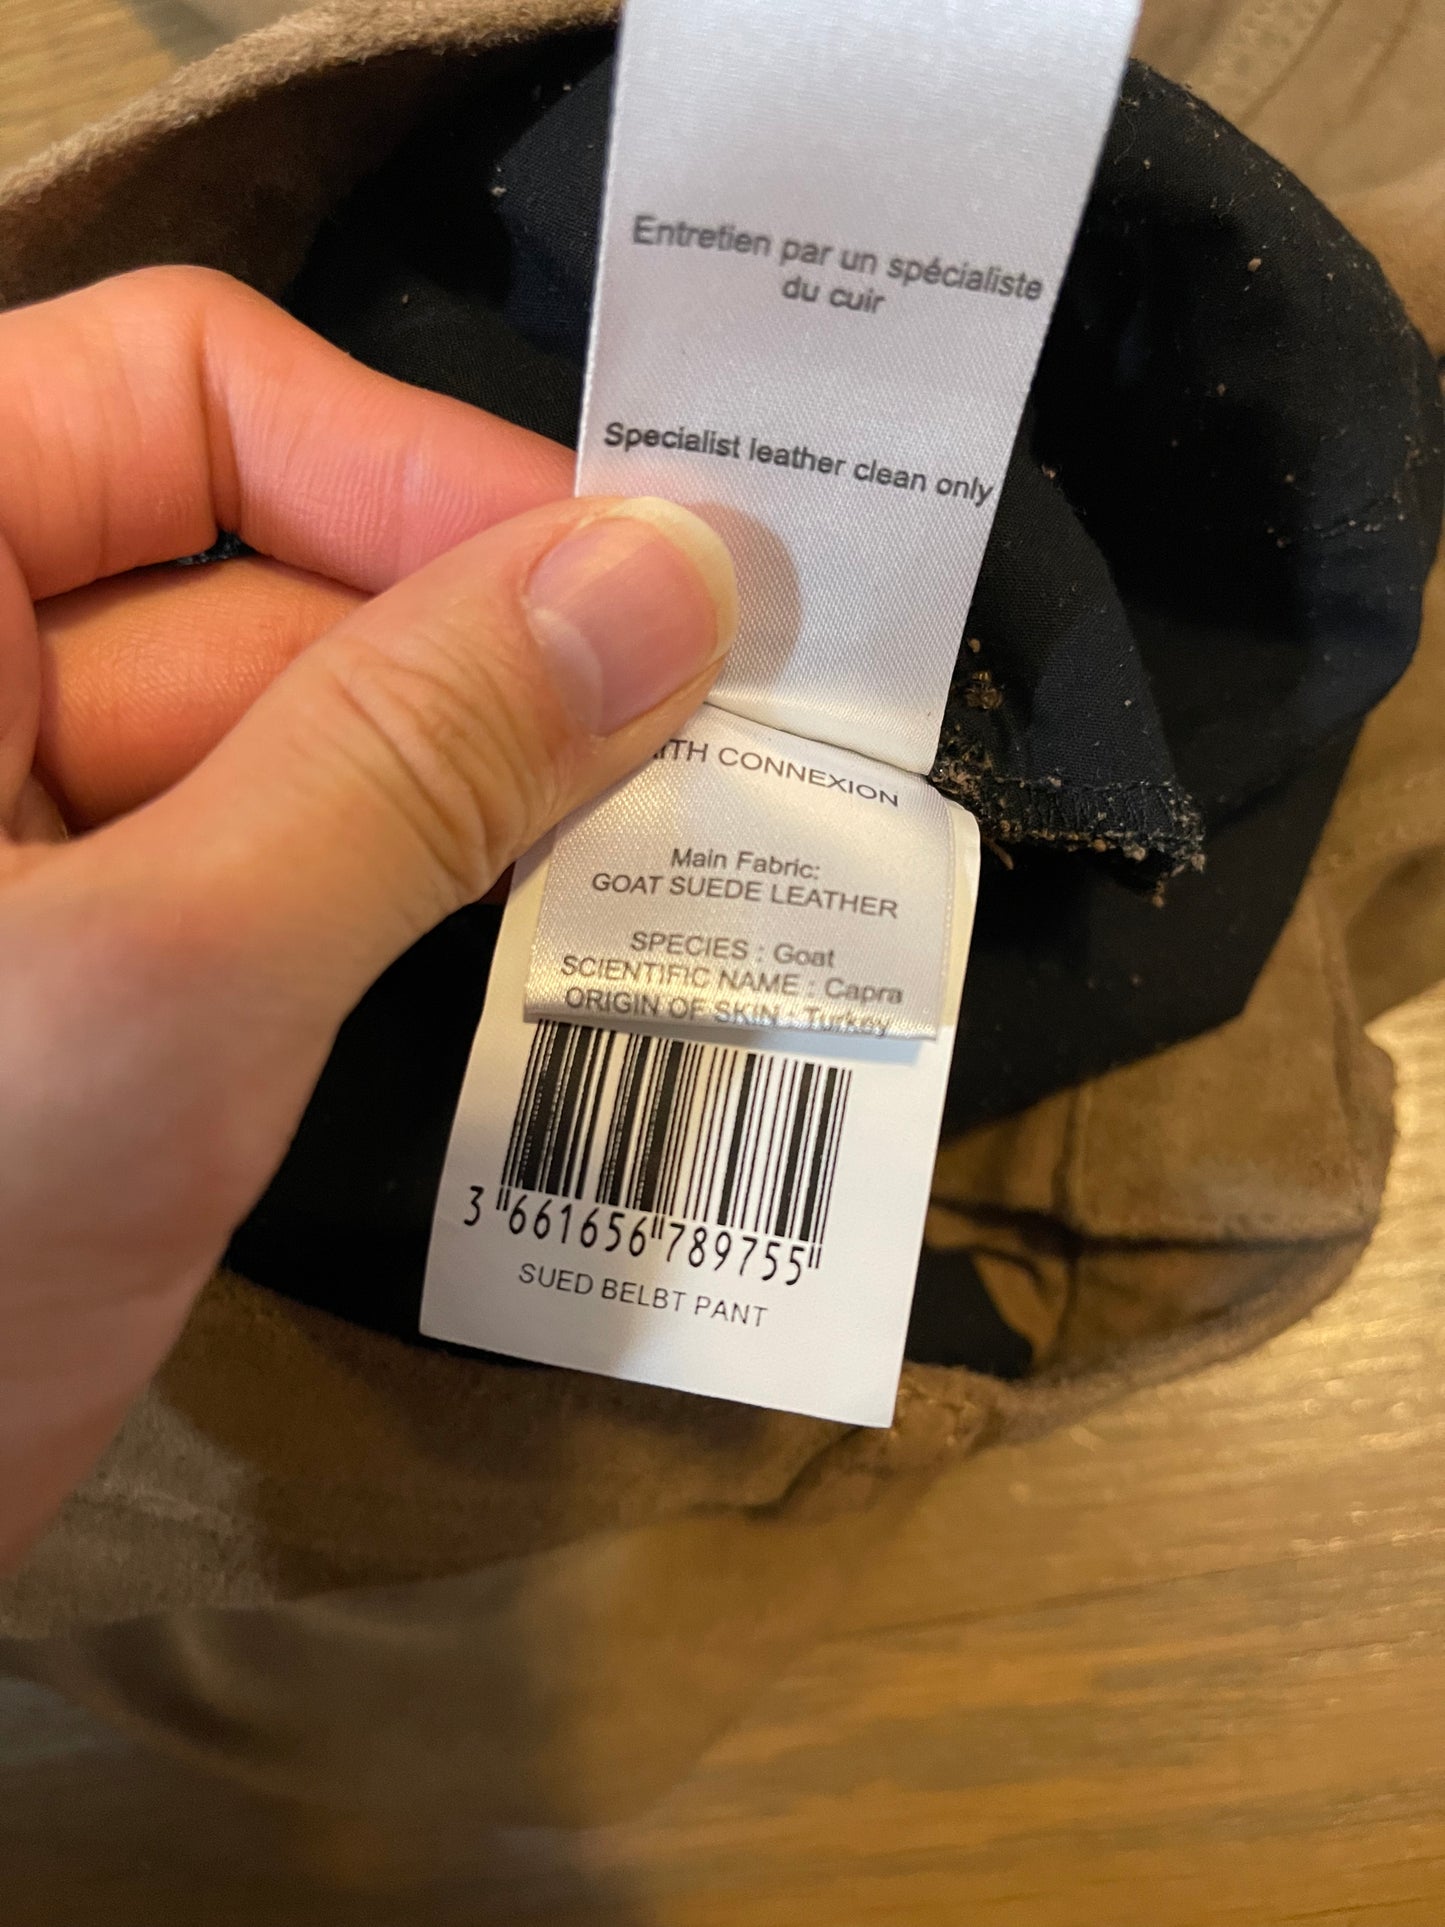 Entretien par un spécialiste
du cuir
Specialist leather clean only
CONNEXION
Main Fabric:
GOAT SUEDE LEATHER
SPECIES : Goat
SCIENTIFIC NAME : Capra
ORIGIN OF SKIN : Turkey
3 661656 789755
SUED BELBT PANT